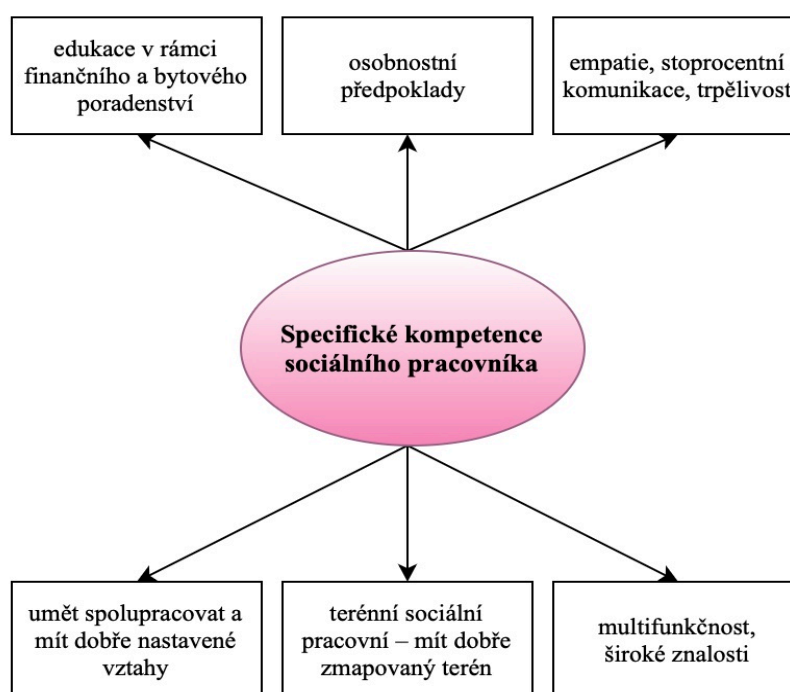 edukace v rámci
finančního a bytového
poradenství
osobnostní
předpoklady
empatie, stoprocentní
komunikace, trpělivost
Specifické kompetence
sociálního pracovníka
umět spolupracovat a
mít dobře nastavené
vztahy
terénní sociální
pracovní – mít dobře
zmapovaný terén
multifunkčnost,
široké znalosti